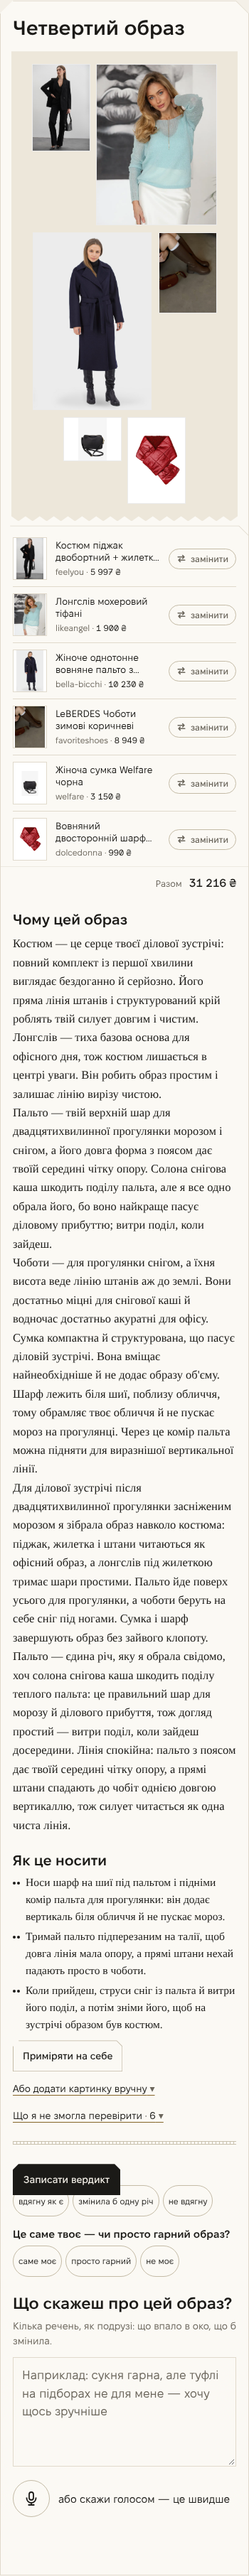 Четвертий образ
Костюм піджак
двобортний + жилетк...
feelyou · 5 997 ₴
замінити
Лонгслів мохеровий
тіфані
likeangel · 1 900 ₴
замінити
Жіноче однотонне
вовняне пальто з...
bella-bicchi · 10 230 ₴
замінити
LeBERDES Чоботи
зимові коричневі
favoriteshoes · 8 949 ₴
замінити
Жіноча сумка Welfare
чорна
welfare · 3 150 ₴
замінити
Вовняний
двосторонній шарф...
dolcedonna · 990 ₴
замінити
Разом 31 216 ₴
Чому цей образ
Костюм — це серце твоєї ділової зустрічі:
повний комплект із першої хвилини
виглядає бездоганно й серйозно. Його
пряма лінія штанів і структурований крій
роблять твій силует довгим і чистим.
Лонгслів — тиха базова основа для
офісного дня, тож костюм лишається в
центрі уваги. Він робить образ простим і
залишає лінію вирізу чистою.
Пальто — твій верхній шар для
двадцятихвилинної прогулянки морозом і
снігом, а його довга форма з поясом дає
твоїй середині чітку опору. Солона снігова
каша шкодить подолу пальта, але я все одно
обрала його, бо воно найкраще пасує
діловому прибуттю; витри поділ, коли
зайдеш.
Чоботи — для прогулянки снігом, а їхня
висота веде лінію штанів аж до землі. Вони
достатньо міцні для снігової каші й
водночас достатньо акуратні для офісу.
Сумка компактна й структурована, що пасує
діловій зустрічі. Вона вміщає
найнеобхідніше й не додає образу об'єму.
Шарф лежить біля шиї, поблизу обличчя,
тому обрамляє твоє обличчя й не пускає
мороз на прогулянці. Через це комір пальта
можна підняти для виразнішої вертикальної
лінії.
Для ділової зустрічі після
двадцятихвилинної прогулянки засніженим
морозом я зібрала образ навколо костюма:
піджак, жилетка і штани читаються як
офісний образ, а лонгслів під жилеткою
тримає шари простими. Пальто йде поверх
усього для прогулянки, а чоботи беруть на
себе сніг під ногами. Сумка і шарф
завершують образ без зайвого клопоту.
Пальто — єдина річ, яку я обрала свідомо,
хоч солона снігова каша шкодить подолу
теплого пальта: це правильний шар для
морозу й ділового прибуття, тож догляд
простий — витри поділ, коли зайдеш
досередини. Лінія спокійна: пальто з поясом
дає твоїй середині чітку опору, а прямі
штани спадають до чобіт однією довгою
вертикаллю, тож силует читається як одна
чиста лінія.
Як це носити
Носи шарф на шиї під пальтом і підніми
комір пальта для прогулянки: він додає
вертикаль біля обличчя й не пускає мороз.
Тримай пальто підперезаним на талії, щоб
довга лінія мала опору, а прямі штани нехай
падають просто в чоботи.
Коли прийдеш, струси сніг із пальта й витри
його поділ, а потім зніми його, щоб на
зустрічі образом був костюм.
Приміряти на себе
Або додати картинку вручну ▾
Що я не змогла перевірити · 6 ▾
Записати вердикт
вдягну як є
змінила б одну річ
не вдягну
Це саме твоє — чи просто гарний образ?
саме моє
просто гарний
не моє
Що скажеш про цей образ?
Кілька речень, як подрузі: що впало в око, що б
змінила.
Наприклад: сукня гарна, але туфлі
на підборах не для мене — хочу
щось зручніше
або скажи голосом — це швидше